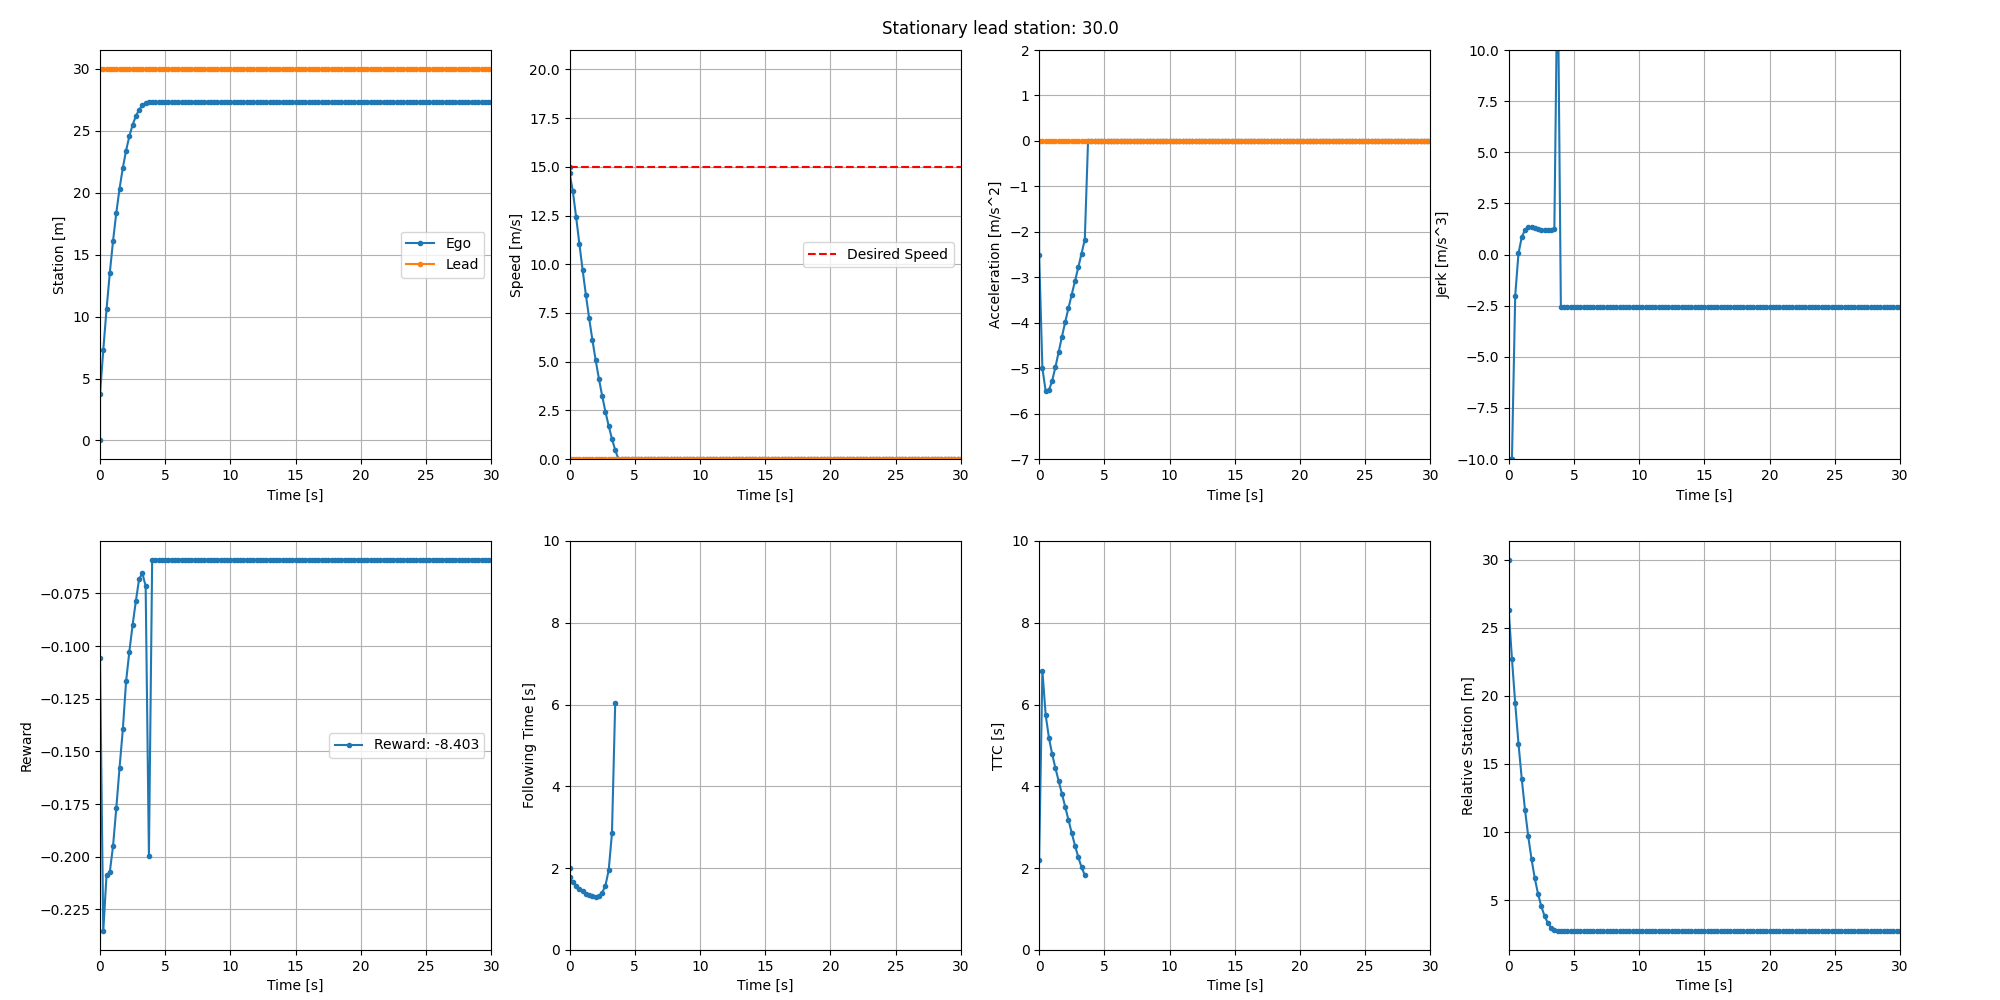 Stationary lead station: 30.0
Station [m]
30
25
20
15
10
5
0
Ego
Lead
0 5 10 15 20 25 30
Time [s]
Speed [m/s]
20.0
17.5
15.0
12.5
10.0
7.5
5.0
2.5
0.0
Desired Speed
0 5 10 15 20 25 30
Time [s]
Acceleration [m/s^2]
2
1
0
−1
−2
−3
−4
−5
−6
−7
0 5 10 15 20 25 30
Time [s]
Jerk [m/s^3]
10.0
7.5
5.0
2.5
0.0
−2.5
−5.0
−7.5
−10.0
0 5 10 15 20 25 30
Time [s]
Reward
−0.075
−0.100
−0.125
−0.150
−0.175
−0.200
−0.225
Reward: -8.403
0 5 10 15 20 25 30
Time [s]
Following Time [s]
10
8
6
4
2
0
0 5 10 15 20 25 30
Time [s]
TTC [s]
10
8
6
4
2
0
0 5 10 15 20 25 30
Time [s]
Relative Station [m]
30
25
20
15
10
5
0 5 10 15 20 25 30
Time [s]